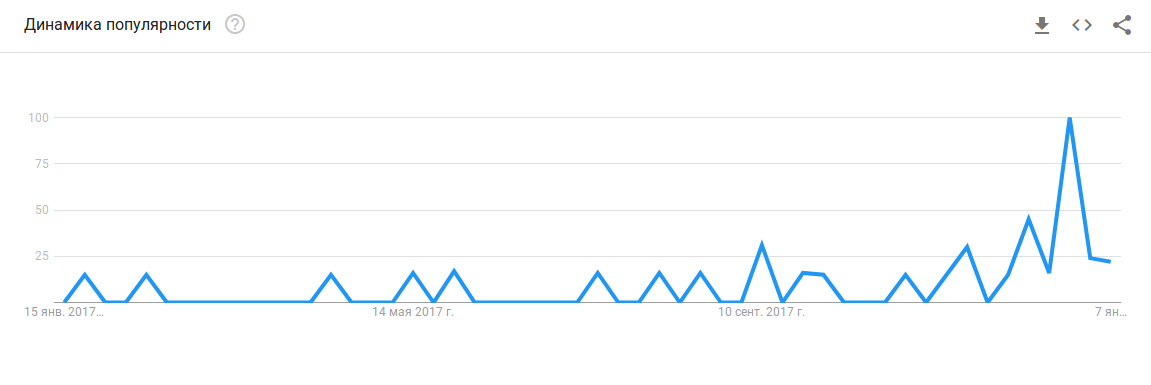 Динамика популярности ?
100
75
50
25
15 янв. 2017…
14 мая 2017 г.
10 сент. 2017 г.
7 ян…